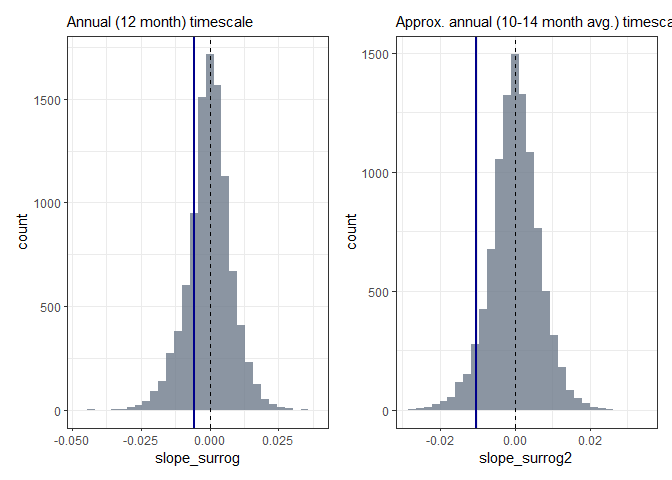 Annual (12 month) timescale
count
1500
1000
500
0
-0.050
-0.025
0.000
0.025
slope_surrog
Approx. annual (10-14 month avg.) timesca
count
1500
1000
500
0
-0.02
0.00
0.02
slope_surrog2